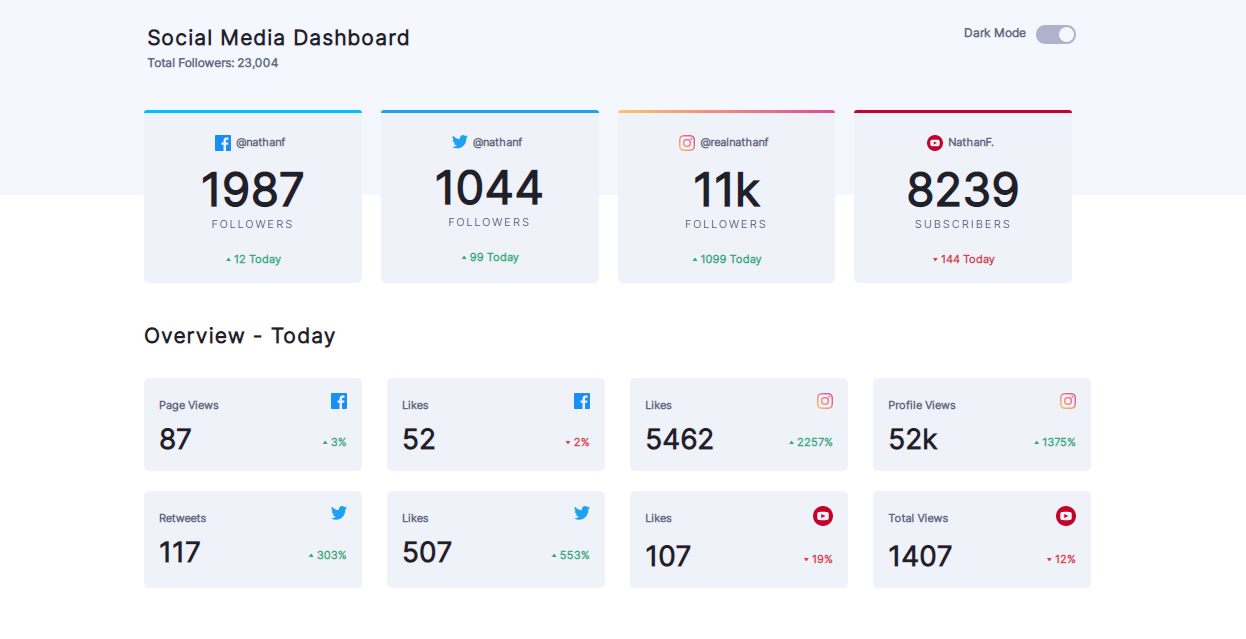 Social Media Dashboard
Dark Mode
Total Followers: 23,004
@nathanf
1987
FOLLOWERS
12 Today
@nathanf
1044
FOLLOWERS
99 Today
@realnathanf
11k
FOLLOWERS
1099 Today
NathanF.
8239
SUBSCRIBERS
144 Today
Overview - Today
Page Views
87
3%
Likes
52
2%
Likes
5462
2257%
Profile Views
52k
1375%
Retweets
117
303%
Likes
507
553%
Likes
107
19%
Total Views
1407
12%